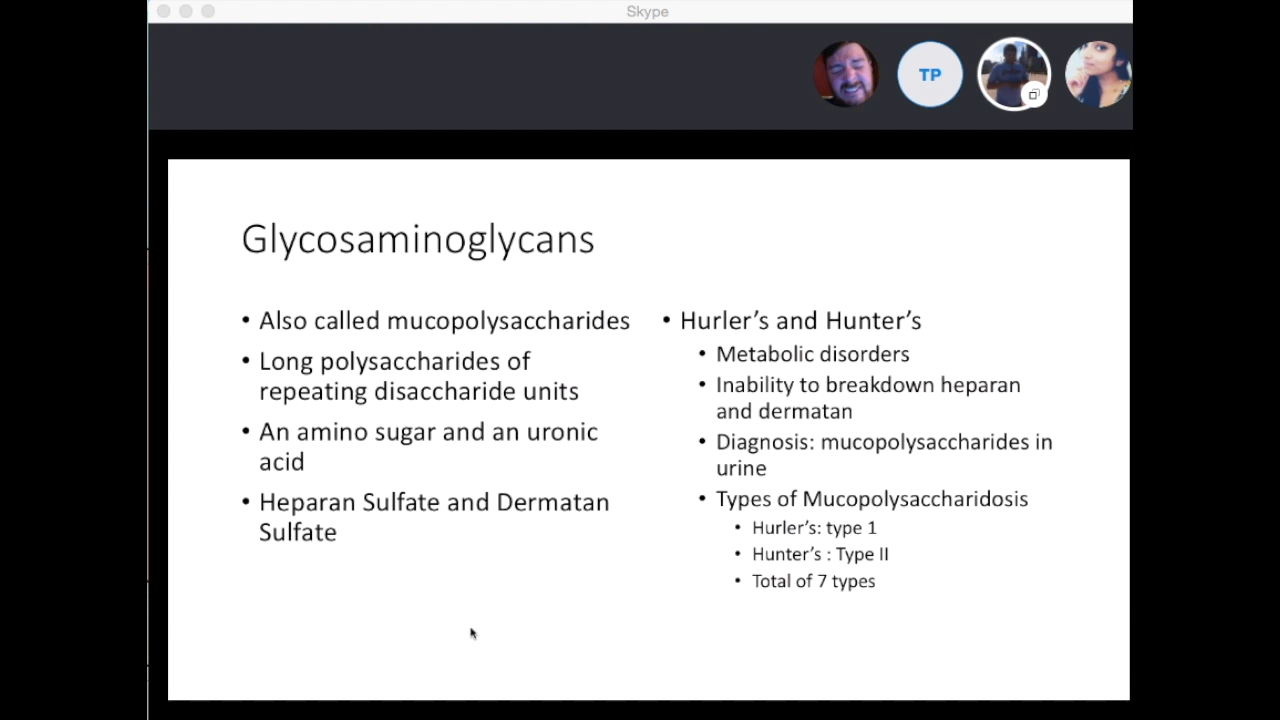 Skype
TP
Glycosaminoglycans
• Also called mucopolysaccharides
• Long polysaccharides of
repeating disaccharide units
• An amino sugar and an uronic
acid
• Heparan Sulfate and Dermatan
Sulfate
• Hurler’s and Hunter’s
• Metabolic disorders
• Inability to breakdown heparan
and dermatan
• Diagnosis: mucopolysaccharides in
urine
• Types of Mucopolysaccharidosis
• Hurler’s: type 1
• Hunter’s : Type II
• Total of 7 types